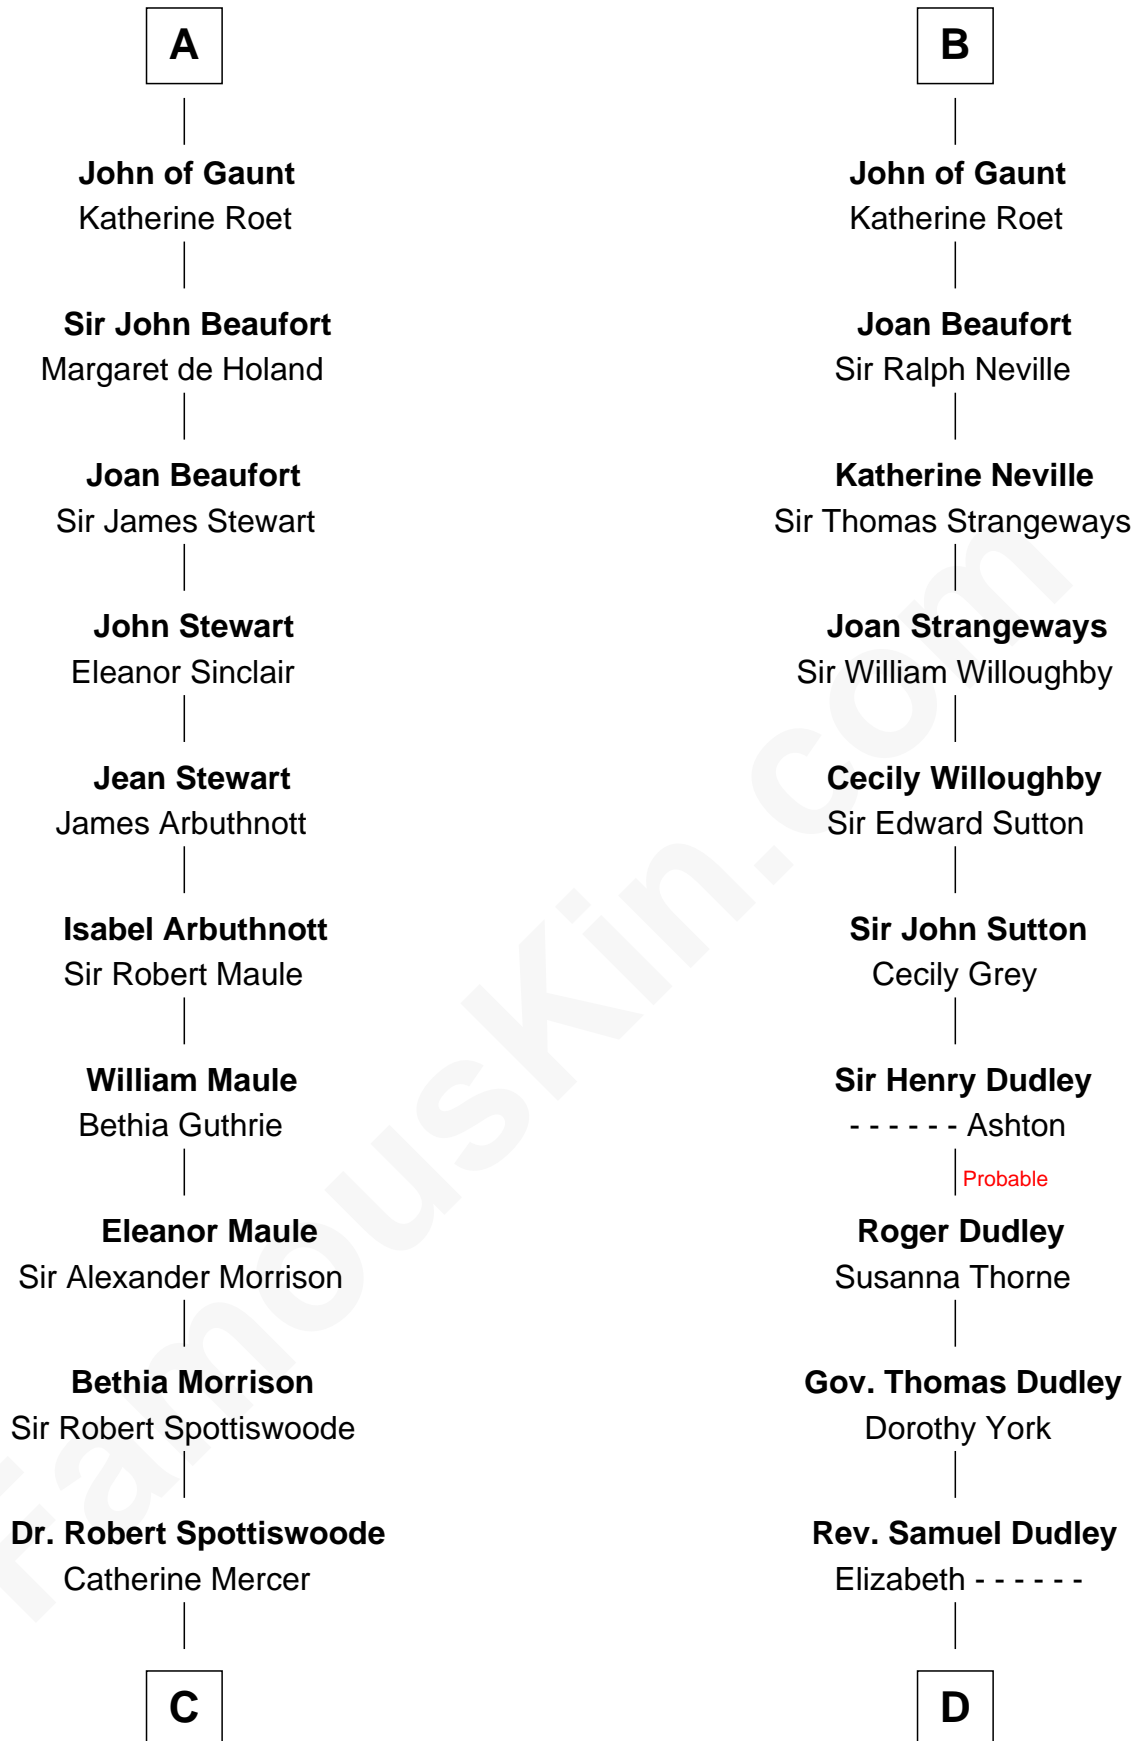 A
John of Gaunt
Katherine Roet
Sir John Beaufort
Margaret de Holand
Joan Beaufort
Sir James Stewart
John Stewart
Eleanor Sinclair
Jean Stewart
James Arbuthnott
Isabel Arbuthnott
Sir Robert Maule
William Maule
Bethia Guthrie
Eleanor Maule
Sir Alexander Morrison
Bethia Morrison
Sir Robert Spottiswoode
Dr. Robert Spottiswoode
Catherine Mercer
C
B
John of Gaunt
Katherine Roet
Joan Beaufort
Sir Ralph Neville
Katherine Neville
Sir Thomas Strangeways
Joan Strangeways
Sir William Willoughby
Cecily Willoughby
Sir Edward Sutton
Sir John Sutton
Cecily Grey
Sir Henry Dudley
- - - - - - Ashton
Probable
Roger Dudley
Susanna Thorne
Gov. Thomas Dudley
Dorothy York
Rev. Samuel Dudley
Elizabeth - - - - - -
D
FamousKin.com